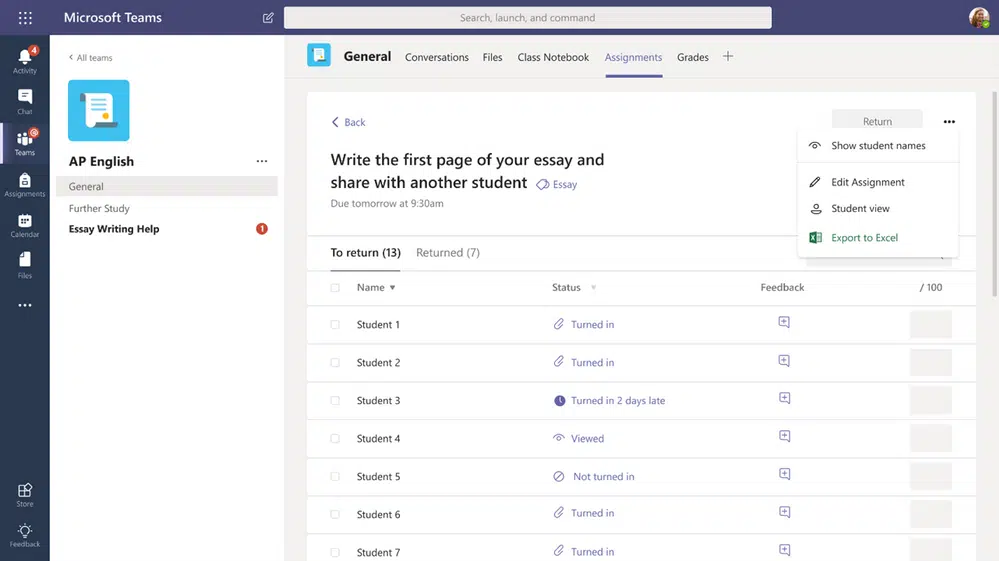 Microsoft Teams
Search, launch, and command
4
Activity
Chat
Teams
Assignments
Calendar
Files
Store
Feedback
All teams
AP English
General
Further Study
Essay Writing Help
1
General
Conversations
Files
Class Notebook
Assignments
Grades
Back
Return
Write the first page of your essay and
share with another student
Essay
Due tomorrow at 9:30am
Show student names
Edit Assignment
Student view
Export to Excel
To return (13)
Returned (7)
Name
Status
Feedback
/ 100
Student 1
Turned in
Student 2
Turned in
Student 3
Turned in 2 days late
Student 4
Viewed
Student 5
Not turned in
Student 6
Turned in
Student 7
Turned in